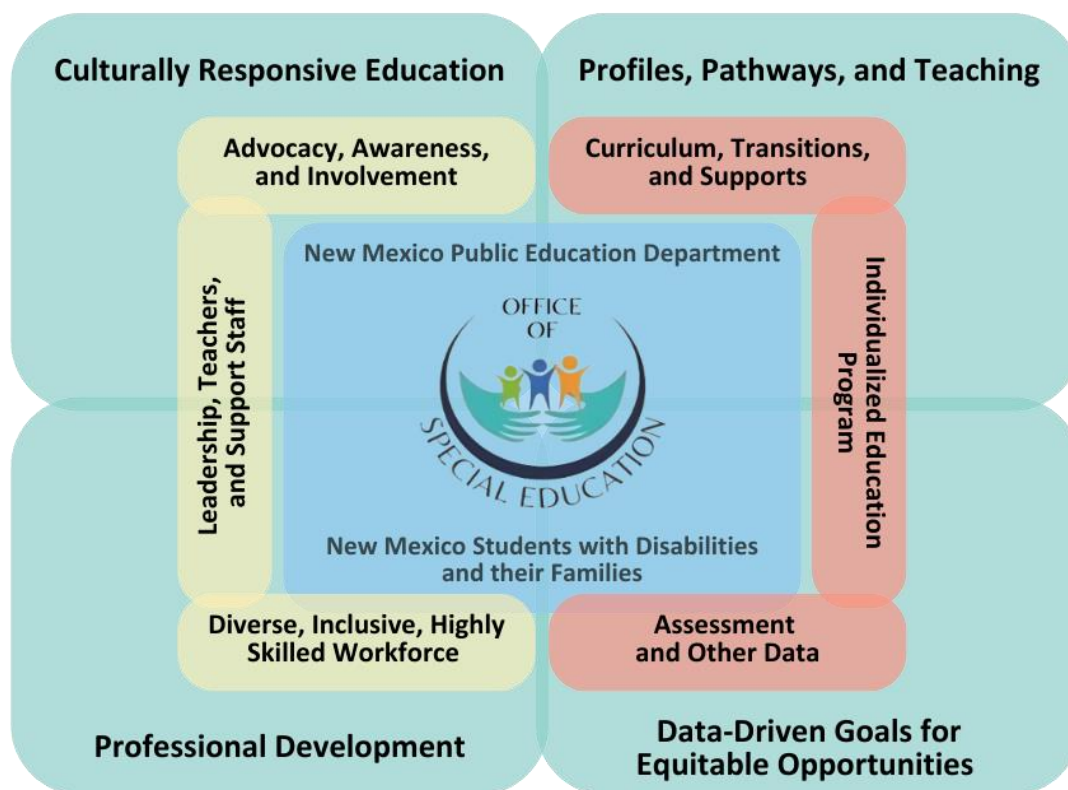 Culturally Responsive Education
Profiles, Pathways, and Teaching
Advocacy, Awareness,
and Involvement
Curriculum, Transitions,
and Supports
Leadership, Teachers,
and Support Staff
New Mexico Public Education Department
OFFICE
OF
SPECIAL EDUCATION
New Mexico Students with Disabilities
and their Families
Individualized Education
Program
Diverse, Inclusive, Highly
Skilled Workforce
Assessment
and Other Data
Professional Development
Data-Driven Goals for
Equitable Opportunities